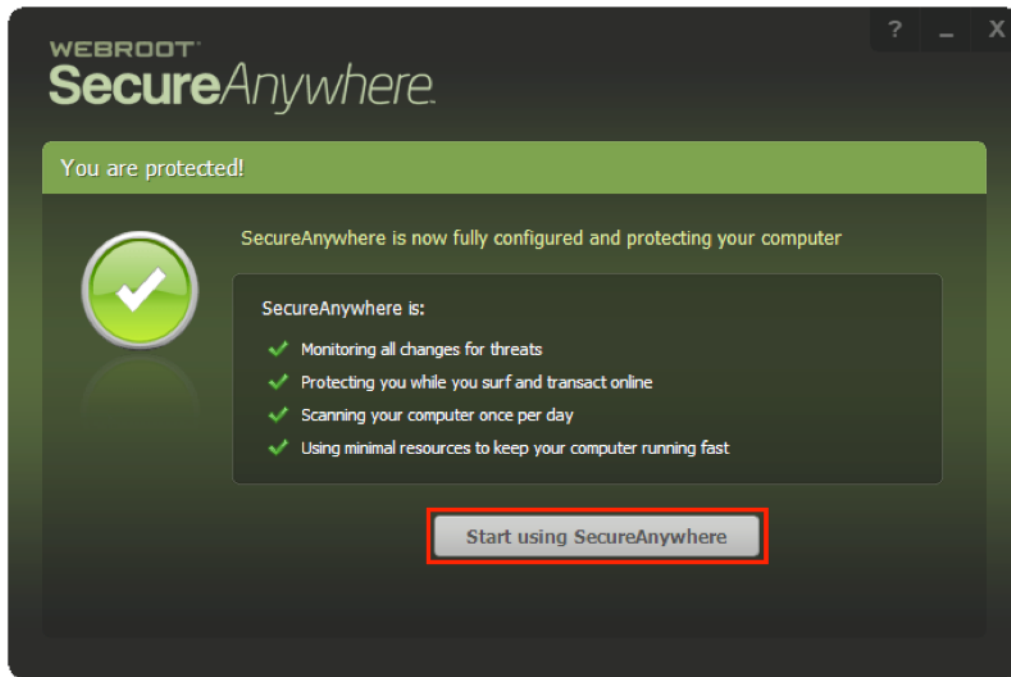 ? _ X
WEBROOT
SecureAnywhere
You are protected!
SecureAnywhere is now fully configured and protecting your computer
SecureAnywhere is:
Monitoring all changes for threats
Protecting you while you surf and transact online
Scanning your computer once per day
Using minimal resources to keep your computer running fast
Start using SecureAnywhere